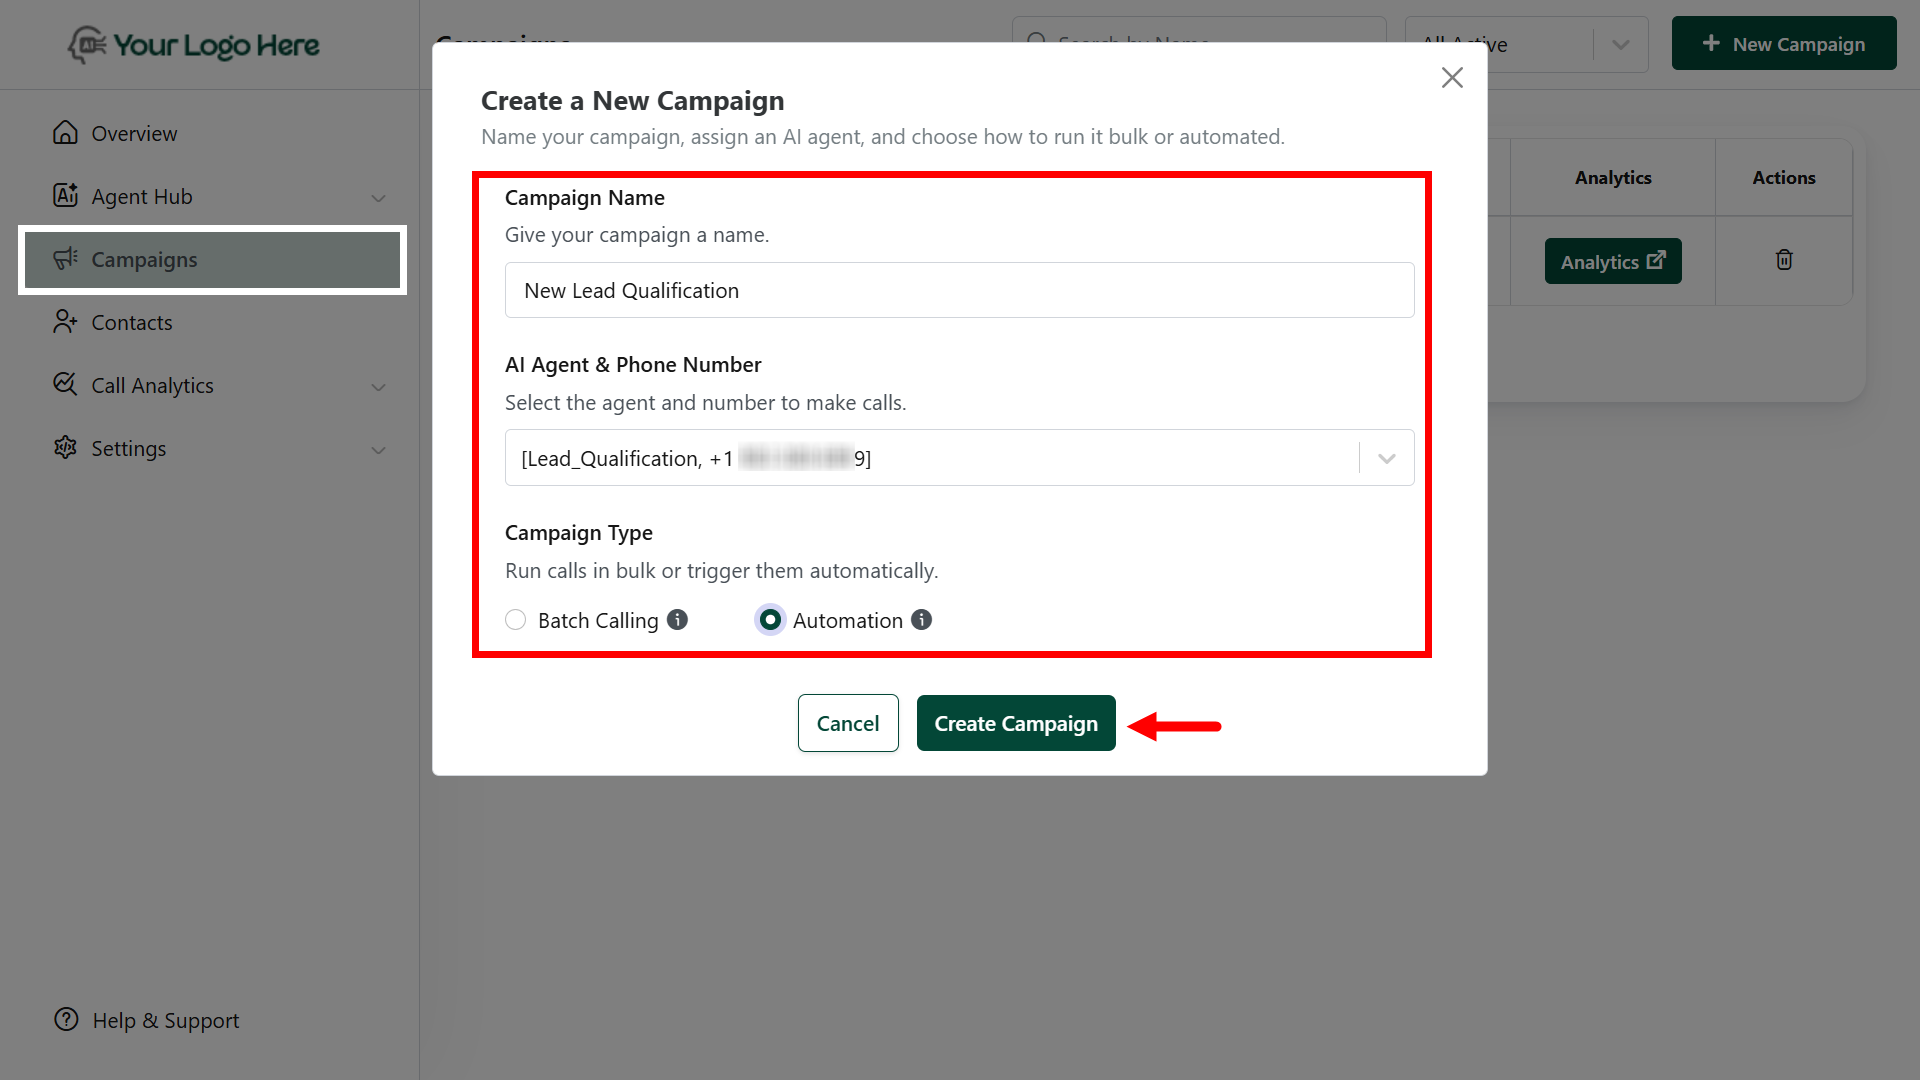 Your Logo Here
Campaigns
Search by Name
All Active
+ New Campaign
Overview
Agent Hub
Campaigns
Contacts
Call Analytics
Settings
Help & Support
Create a New Campaign
Name your campaign, assign an AI agent, and choose how to run it bulk or automated.
Campaign Name
Give your campaign a name.
New Lead Qualification
AI Agent & Phone Number
Select the agent and number to make calls.
[Lead_Qualification, +1 9]
Campaign Type
Run calls in bulk or trigger them automatically.
Batch Calling
Automation
Cancel
Create Campaign
Analytics
Actions
Analytics